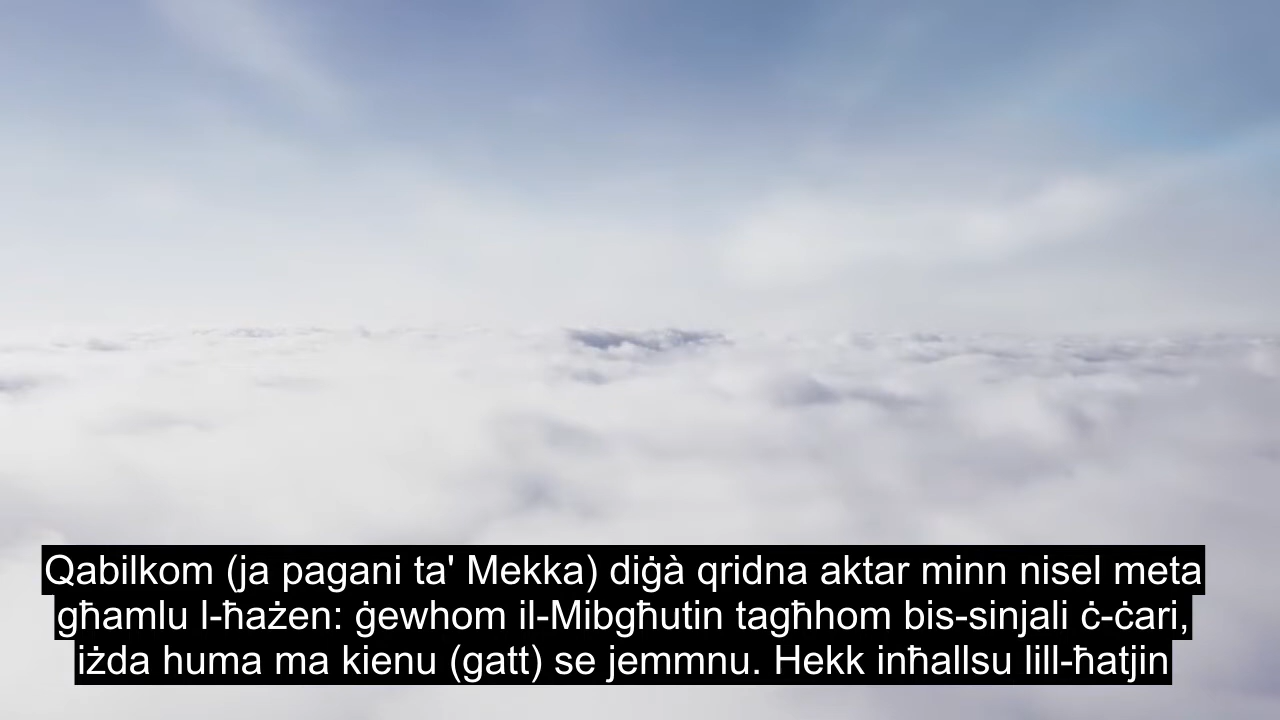 Qabilkom (ja pagani ta' Mekka) diġà qridna aktar minn nisel meta
għamlu l-ħażen: ġewhom il-Mibgħutin tagħhom bis-sinjali ċ-ċari,
iżda huma ma kienu (gatt) se jemmnu. Hekk inħallsu lill-ħatjin